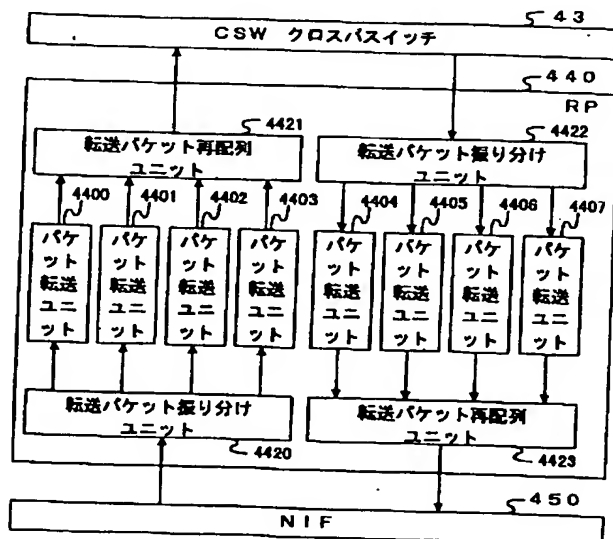 43
CSW クロスバスイッチ
440
RP
4421
転送パケット再配列
ユニット
4422
転送パケット振り分け
ユニット
4400
4401
4402
4403
4404
4405
4406
4407
パケット転送ユニット
パケット転送ユニット
パケット転送ユニット
パケット転送ユニット
パケット転送ユニット
パケット転送ユニット
パケット転送ユニット
パケット転送ユニット
転送パケット振り分け
ユニット
4420
転送パケット再配列
ユニット
4423
450
NIF